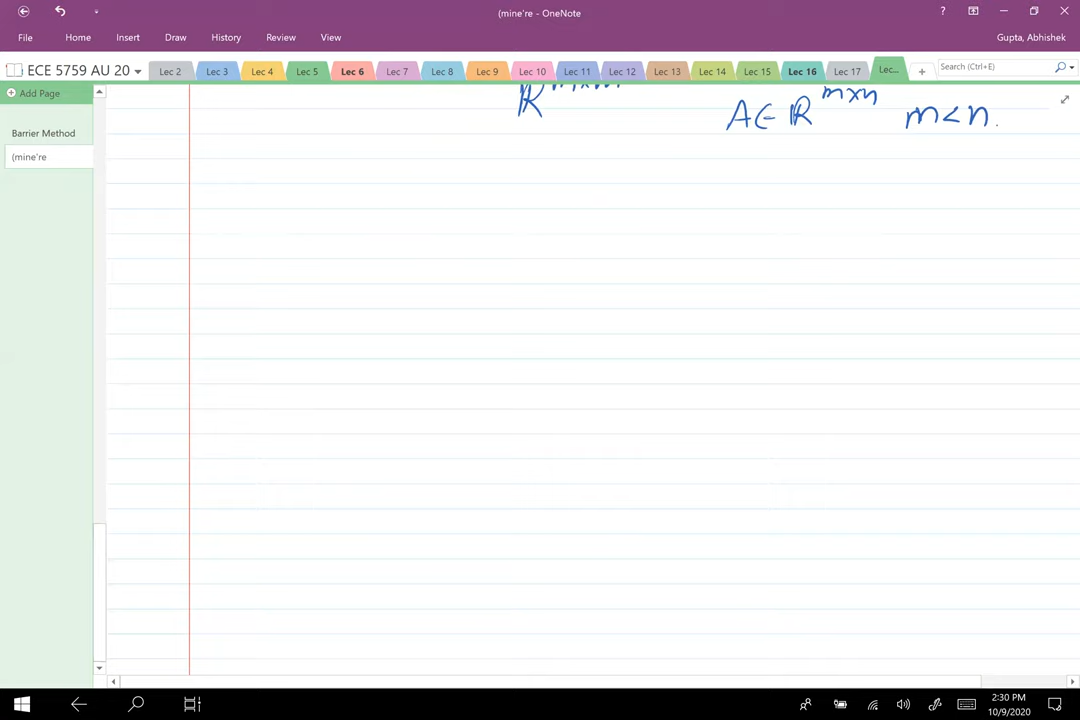 (mine're - OneNote
?
File Home Insert Draw History Review View Gupta, Abhishek
ECE 5759 AU 20 Lec 2 Lec 3 Lec 4 Lec 5 Lec 6 Lec 7 Lec 8 Lec 9 Lec 10 Lec 11 Lec 12 Lec 13 Lec 14 Lec 15 Lec 16 Lec 17 Lec... + Search (Ctrl+E)
Add Page
Barrier Method
(mine're
ℝ
A ∈ ℝ^{m×n} m < n.
2:30 PM
10/9/2020